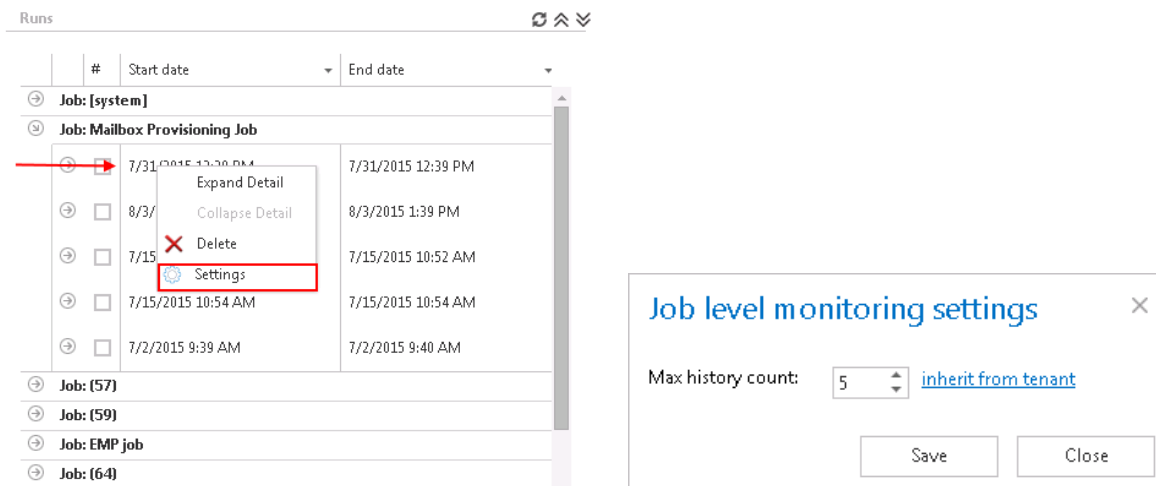 Runs
# Start date End date
Job: [system]
Job: Mailbox Provisioning Job
7/31/2015 12:39 PM
Expand Detail
8/3/ 8/3/2015 1:39 PM
Collapse Detail
Delete
7/15 7/15/2015 10:52 AM
Settings
7/15/2015 10:54 AM 7/15/2015 10:54 AM
7/2/2015 9:39 AM 7/2/2015 9:40 AM
Job: (57)
Job: (59)
Job: EMP job
Job: (64)
Job level monitoring settings
Max history count: 5 inherit from tenant
Save Close